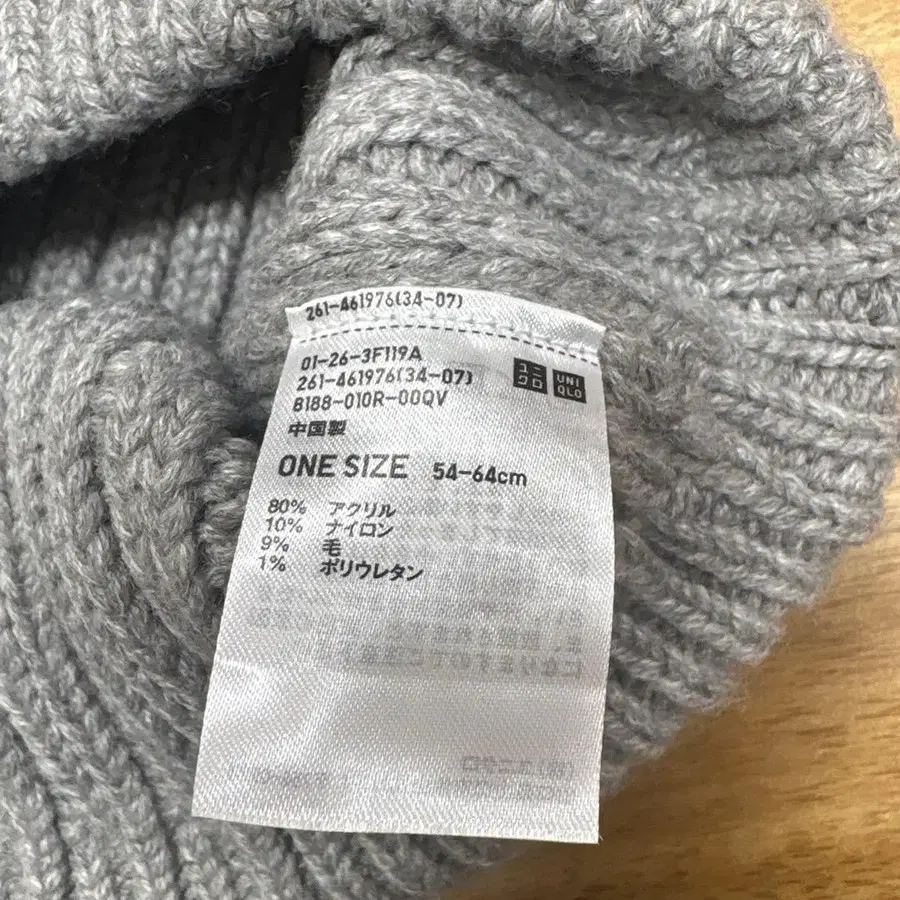 261-461976(34-07)
01-26-3F119A
261-461976(34-07)
B188-010R-00QV
ユニクロ
UNIQLO
中国製
ONE SIZE 54-64cm
80% アクリル
10% ナイロン
9% 毛
1% ポリウレタン